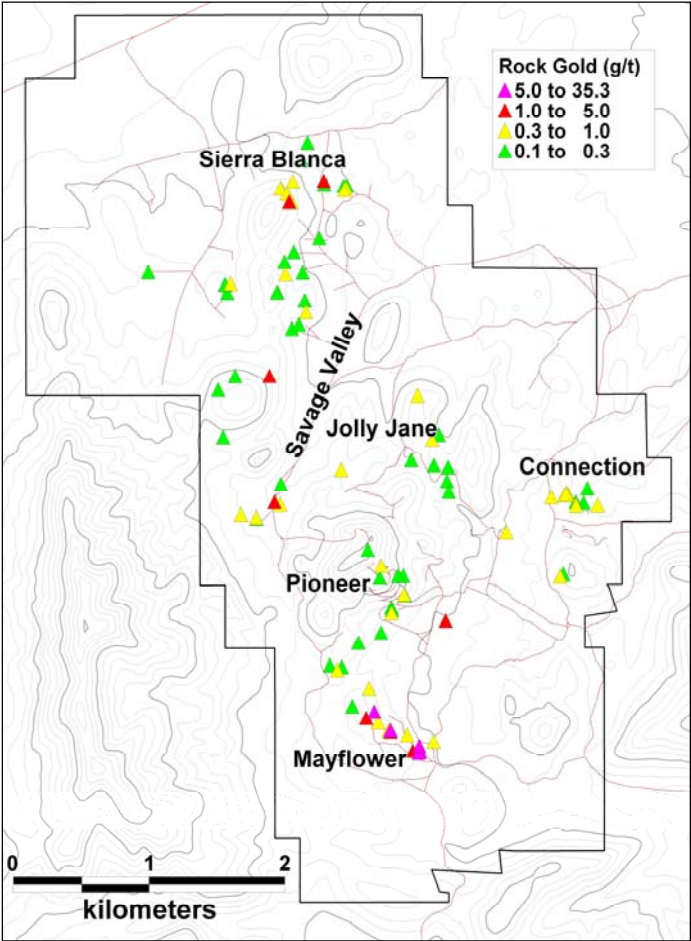 Rock Gold (g/t)
5.0 to 35.3
1.0 to 5.0
0.3 to 1.0
0.1 to 0.3
Sierra Blanca
Savage Valley
Jolly Jane
Connection
Pioneer
Mayflower
0 1 2
kilometers